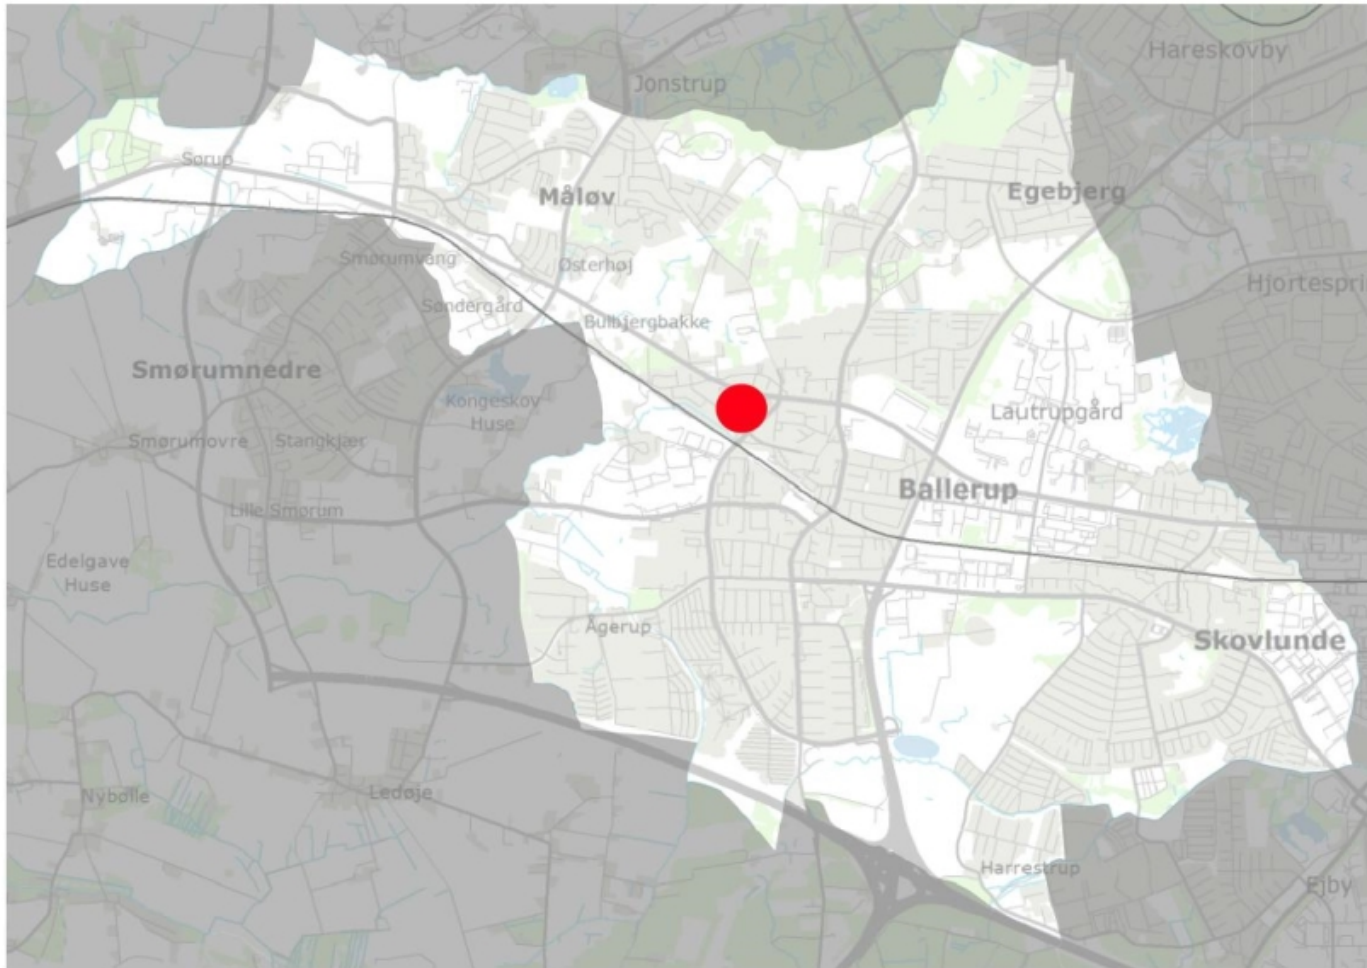 Hareskovby
Jonstrup
Sørup
Måløv
Egebjerg
Smørumvang
Østerhøj
Hjortespri
Søndergård
Bulbjergbakke
Smørumnedre
Kongeskov
Huse
Lautrupgård
Smørumovre
Stangkjær
Ballerup
Lille Smørum
Edelgave
Huse
Ågerup
Skovlunde
Nybølle
Ledøje
Harrestrup
Ejby